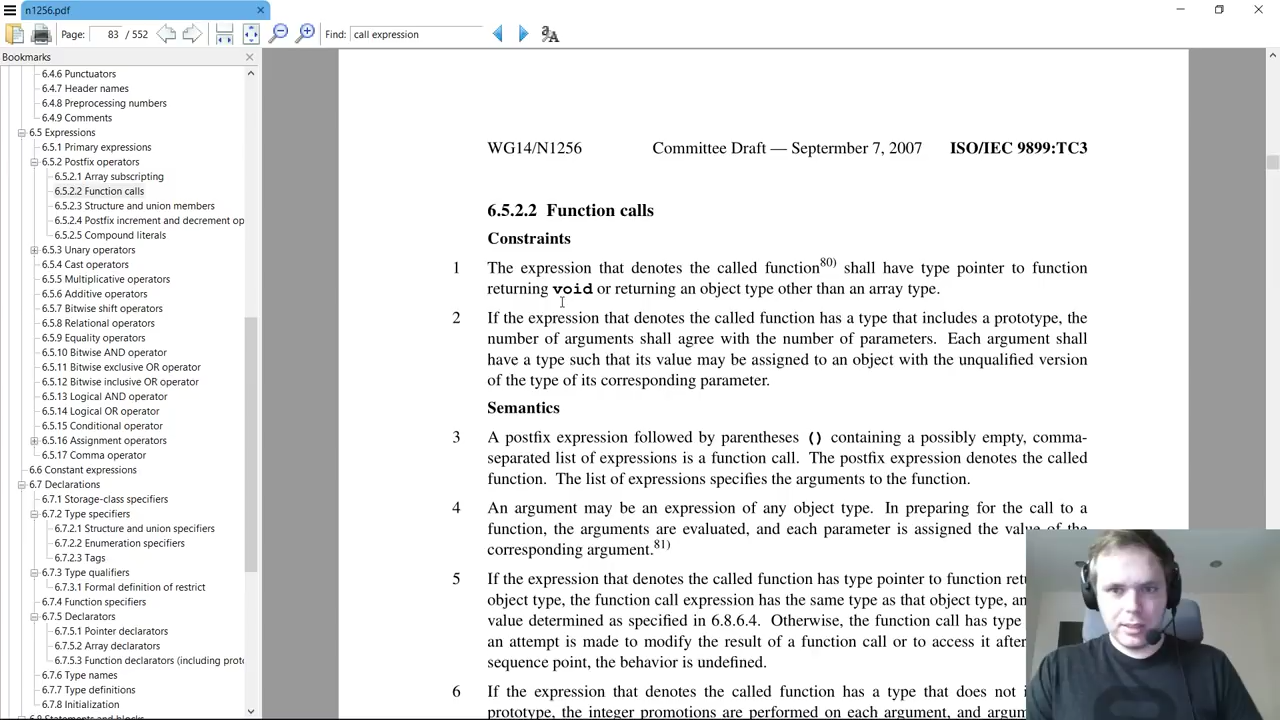 n1256.pdf
Page: 83 / 552 Find: call expression
Bookmarks
6.4.6 Punctuators
6.4.7 Header names
6.4.8 Preprocessing numbers
6.4.9 Comments
6.5 Expressions
6.5.1 Primary expressions
6.5.2 Postfix operators
6.5.2.1 Array subscripting
6.5.2.2 Function calls
6.5.2.3 Structure and union members
6.5.2.4 Postfix increment and decrement op
6.5.2.5 Compound literals
6.5.3 Unary operators
6.5.4 Cast operators
6.5.5 Multiplicative operators
6.5.6 Additive operators
6.5.7 Bitwise shift operators
6.5.8 Relational operators
6.5.9 Equality operators
6.5.10 Bitwise AND operator
6.5.11 Bitwise exclusive OR operator
6.5.12 Bitwise inclusive OR operator
6.5.13 Logical AND operator
6.5.14 Logical OR operator
6.5.15 Conditional operator
6.5.16 Assignment operators
6.5.17 Comma operator
6.6 Constant expressions
6.7 Declarations
6.7.1 Storage-class specifiers
6.7.2 Type specifiers
6.7.2.1 Structure and union specifiers
6.7.2.2 Enumeration specifiers
6.7.2.3 Tags
6.7.3 Type qualifiers
6.7.3.1 Formal definition of restrict
6.7.4 Function specifiers
6.7.5 Declarators
6.7.5.1 Pointer declarators
6.7.5.2 Array declarators
6.7.5.3 Function declarators (including proto
6.7.6 Type names
6.7.7 Type definitions
6.7.8 Initialization
6.8 Statements and blocks
WG14/N1256 Committee Draft — Septermber 7, 2007 ISO/IEC 9899:TC3
6.5.2.2 Function calls
Constraints
1 The expression that denotes the called function80) shall have type pointer to function
returning void or returning an object type other than an array type.
2 If the expression that denotes the called function has a type that includes a prototype, the
number of arguments shall agree with the number of parameters. Each argument shall
have a type such that its value may be assigned to an object with the unqualified version
of the type of its corresponding parameter.
Semantics
3 A postfix expression followed by parentheses () containing a possibly empty, comma-
separated list of expressions is a function call. The postfix expression denotes the called
function. The list of expressions specifies the arguments to the function.
4 An argument may be an expression of any object type. In preparing for the call to a
function, the arguments are evaluated, and each parameter is assigned the value of the
corresponding argument.81)
5 If the expression that denotes the called function has type pointer to function retu
object type, the function call expression has the same type as that object type, an
value determined as specified in 6.8.6.4. Otherwise, the function call has type
an attempt is made to modify the result of a function call or to access it after
sequence point, the behavior is undefined.
6 If the expression that denotes the called function has a type that does not i
prototype, the integer promotions are performed on each argument, and argum